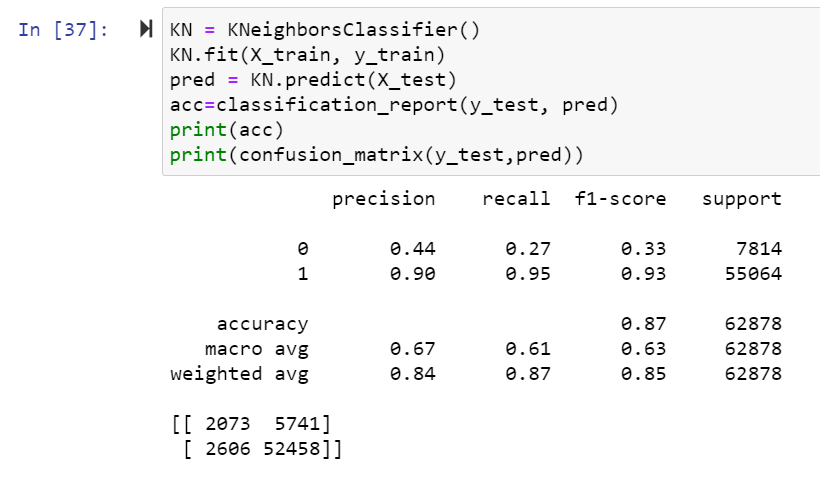 In [37]: KN = KNeighborsClassifier()
KN.fit(X_train, y_train)
pred = KN.predict(X_test)
acc=classification_report(y_test, pred)
print(acc)
print(confusion_matrix(y_test,pred))
precision recall f1-score support
0 0.44 0.27 0.33 7814
1 0.90 0.95 0.93 55064
accuracy 0.87 62878
macro avg 0.67 0.61 0.63 62878
weighted avg 0.84 0.87 0.85 62878
[[ 2073 5741]
[ 2606 52458]]